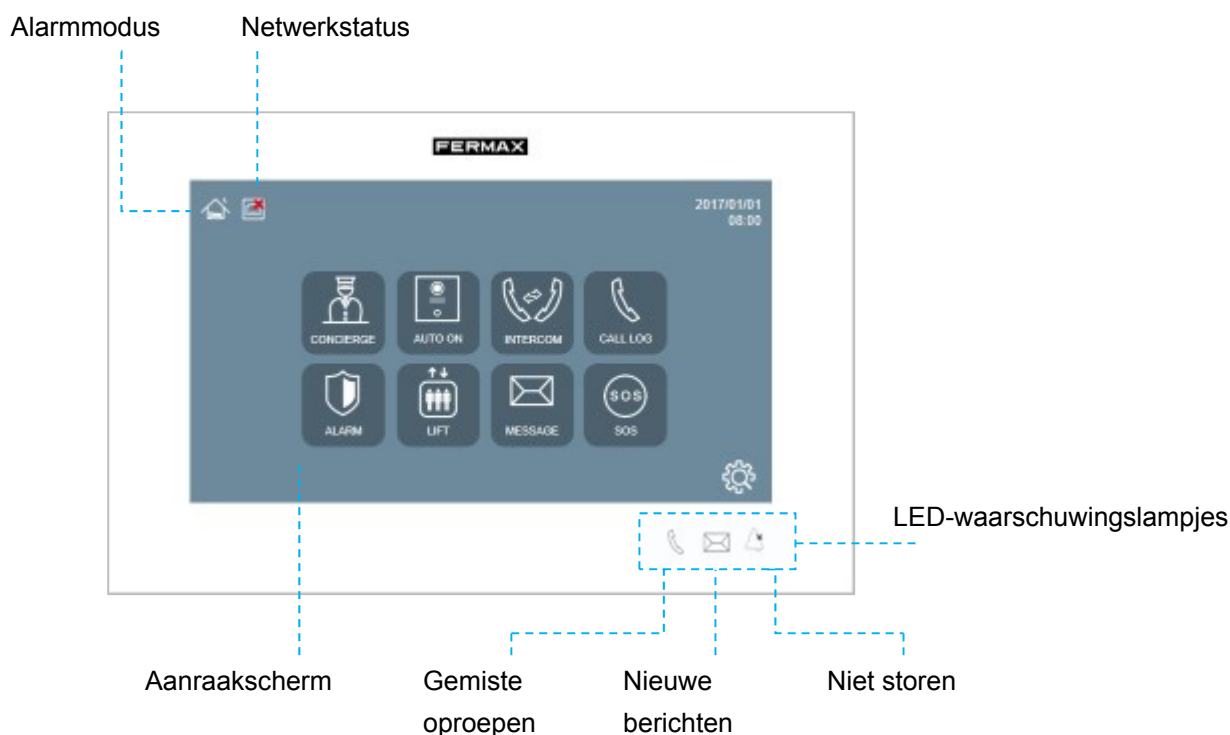 Alarmmodus Netwerkstatus
FERMAX
2017/01/01
08:00
CONCIERGE AUTO ON INTERCOM CALL LOG
ALARM LIFT MESSAGE SOS SOS
LED-waarschuwingslampjes
Aanraakscherm Gemiste oproepen Nieuwe berichten Niet storen